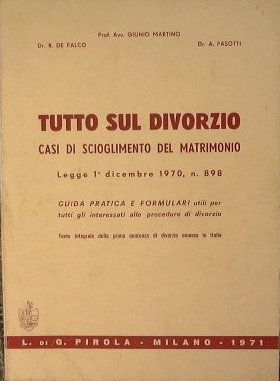 Prof. Avv. GIUNIO MARTINO
Dr. R. DE FALCO
Dr. A. PASOTTI
TUTTO SUL DIVORZIO
CASI DI SCIOGLIMENTO DEL MATRIMONIO
Legge 1° dicembre 1970, n. 898
GUIDA PRATICA E FORMULARI utili per
tutti gli interessati alle procedure di divorzio
Testo integrale della prima sentenza di divorzio emessa in Italia
L. DI G. PIROLA - MILANO - 1971